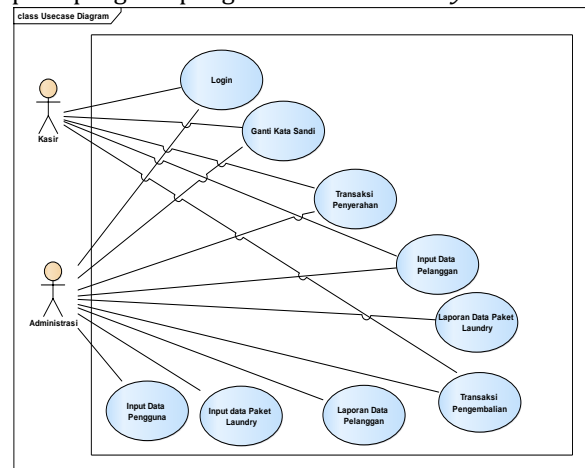 class Usecase Diagram
Login
Ganti Kata Sandi
Kasir
Transaksi
Penyerahan
Input Data
Pelanggan
Laporan Data Paket
Laundry
Administrasi
Input Data
Pengguna
Input data Paket
Laundry
Laporan Data
Pelanggan
Transaksi
Pengembalian